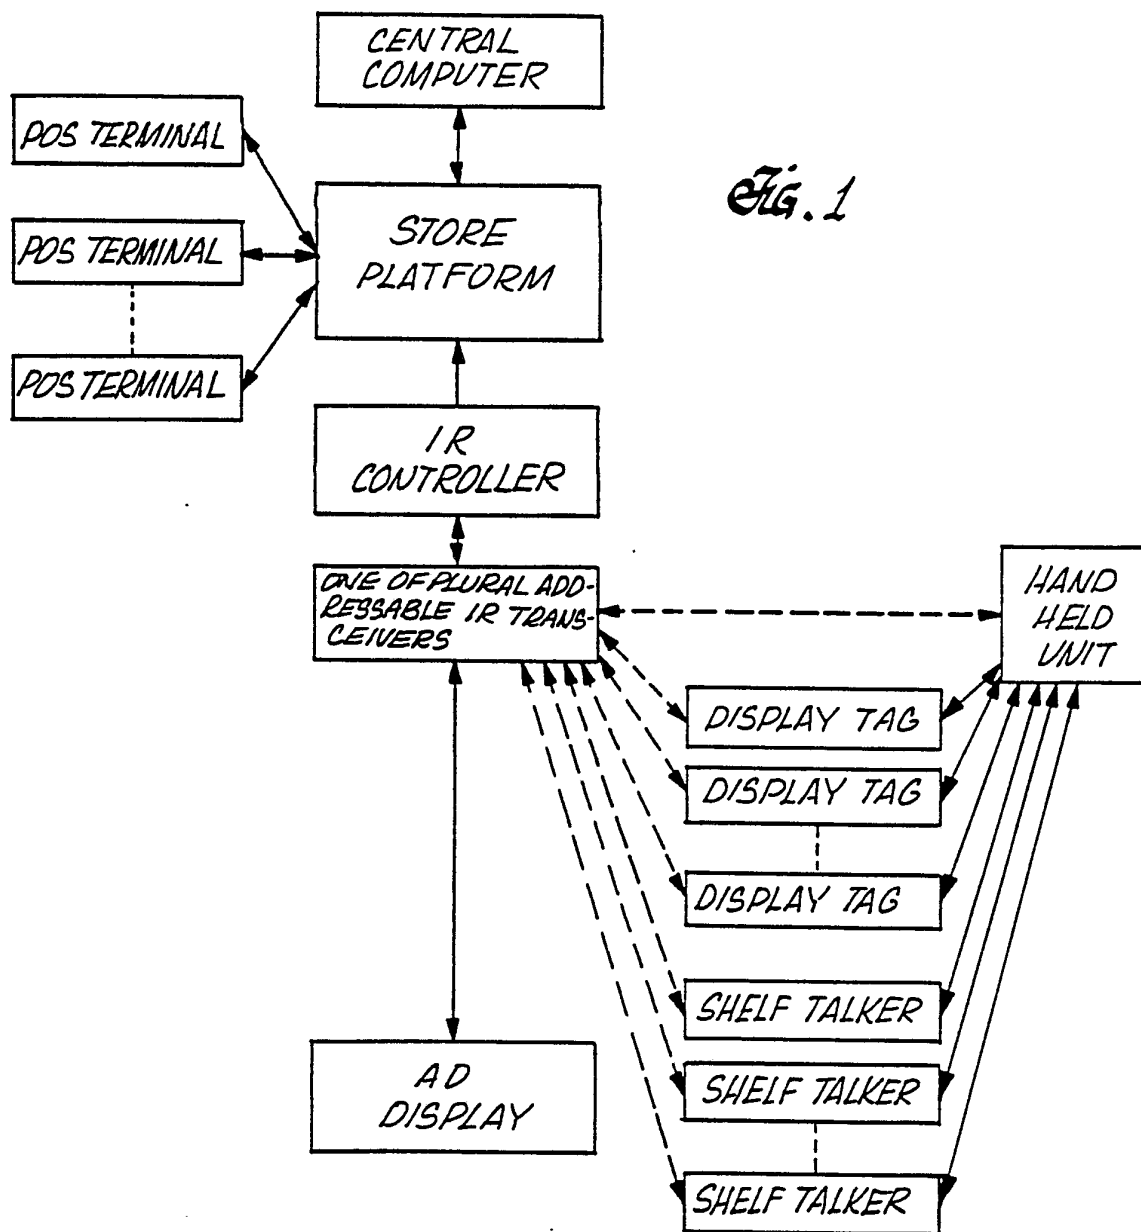 CENTRAL
COMPUTER
POS TERMINAL
POS TERMINAL
POS TERMINAL
STORE
PLATFORM
Fig. 1
IR
CONTROLLER
ONE OF PLURAL ADD-
RESSABLE IR TRANS-
CEIVERS
HAND
HELD
UNIT
DISPLAY TAG
DISPLAY TAG
DISPLAY TAG
SHELF TALKER
SHELF TALKER
SHELF TALKER
AD
DISPLAY